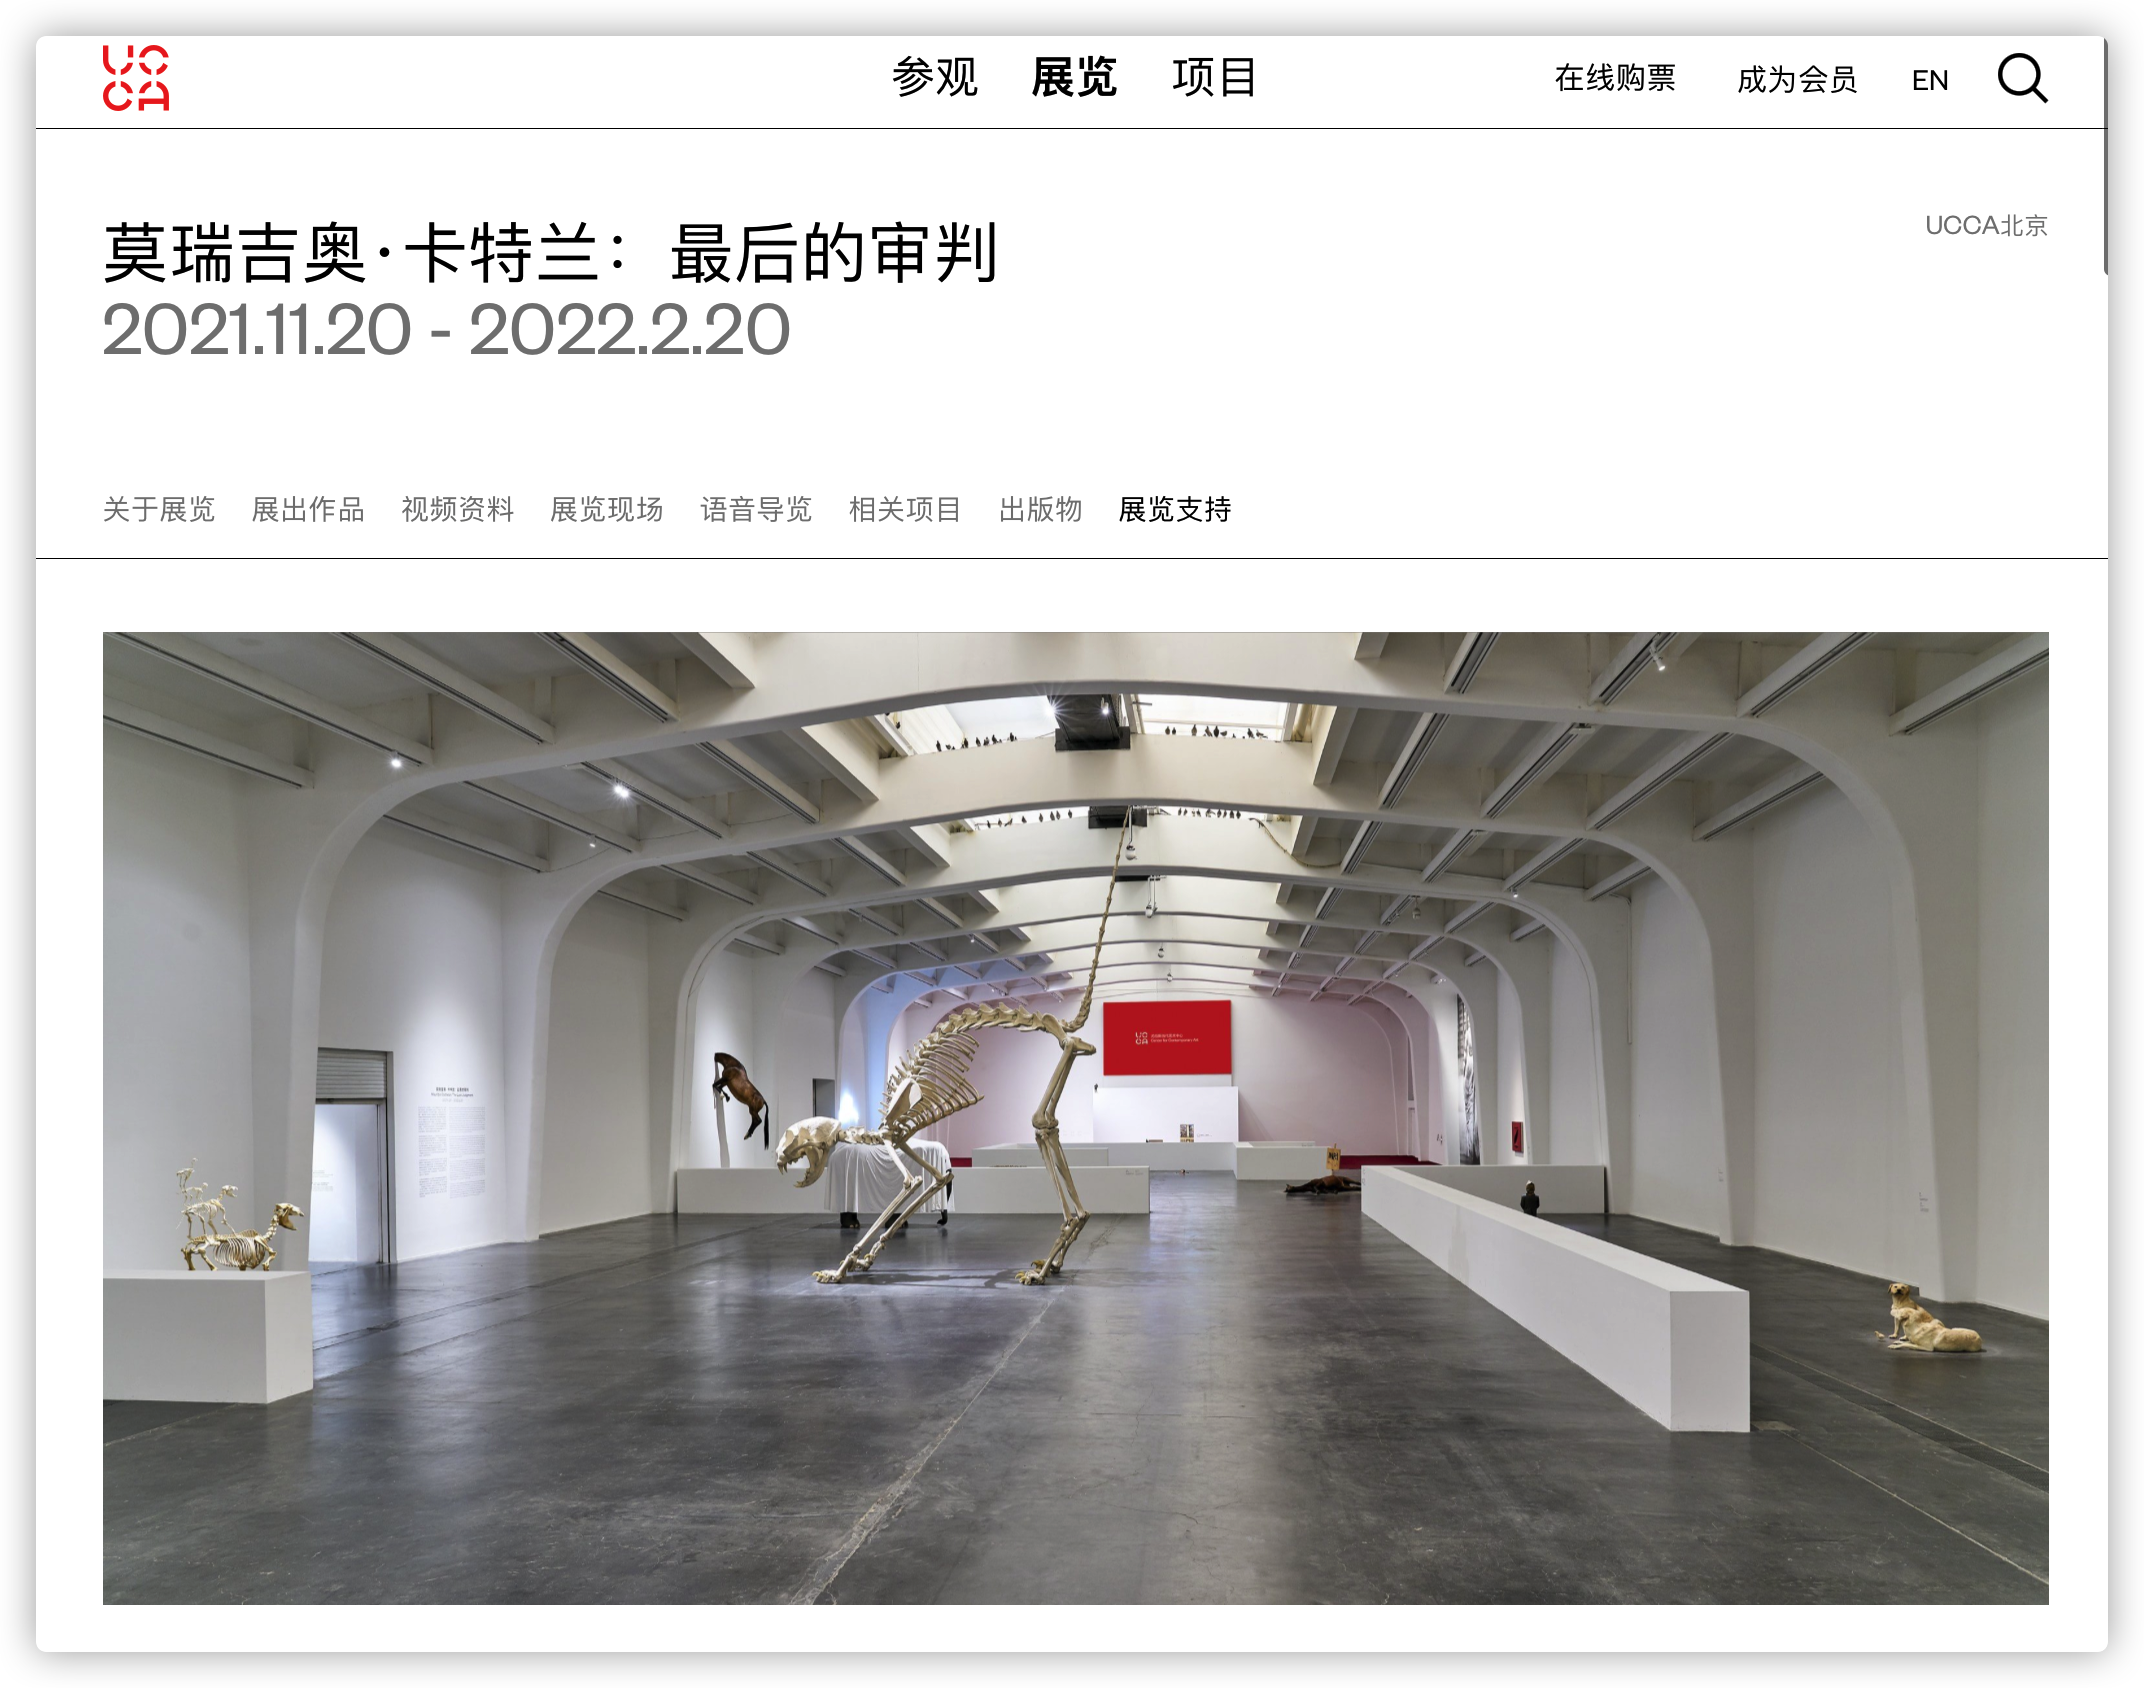 UCCA
参观 展览 项目
在线购票 成为会员 EN
莫瑞吉奥·卡特兰：最后的审判
2021.11.20 - 2022.2.20
UCCA北京
关于展览 展出作品 视频资料 展览现场 语音导览 相关项目 出版物 展览支持
UCCA